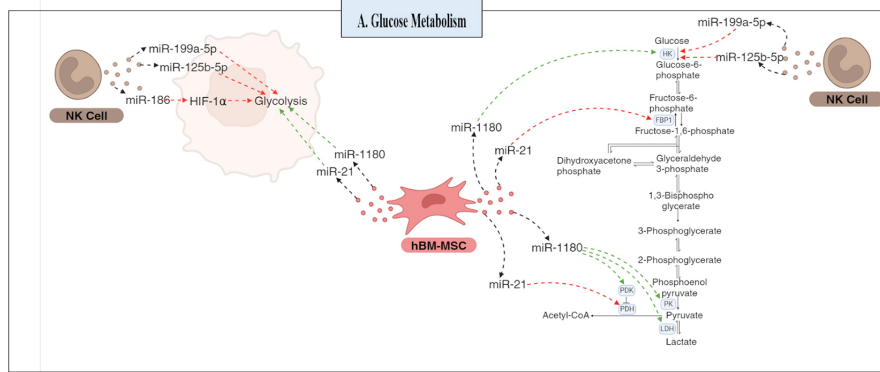 A. Glucose Metabolism
miR-199a-5p
miR-125b-5p
miR-186
HIF-1α
Glycolysis
NK Cell
miR-1180
miR-21
hBM-MSC
miR-1180
miR-21
miR-1180
miR-21
miR-199a-5p
miR-125b-5p
NK Cell
Glucose
HK
Glucose-6-
phosphate
Fructose-6-
phosphate
FBP1
Fructose-1,6-phosphate
Dihydroxyacetone
phosphate
Glyceraldehyde
3-phosphate
1,3-Bisphospho
glycerate
3-Phosphoglycerate
2-Phosphoglycerate
Phosphoenol
pyruvate
PK
PDK
PDH
Acetyl-CoA
Pyruvate
LDH
Lactate